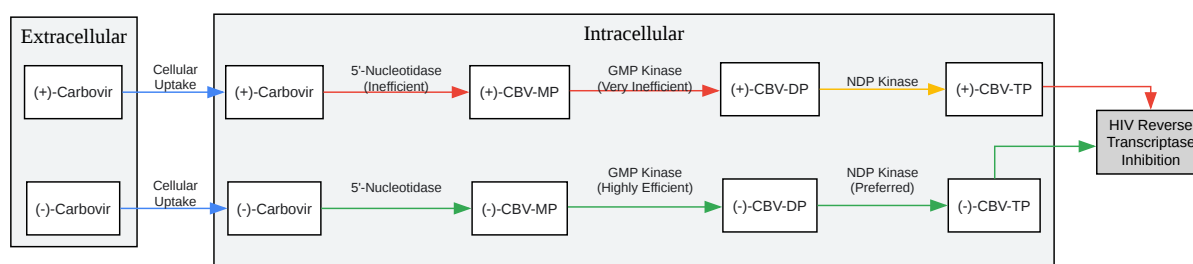 Extracellular
Intracellular
(+)-Carbovir
Cellular
Uptake
(+)-Carbovir
5'-Nucleotidase
(Inefficient)
(+)-CBV-MP
GMP Kinase
(Very Inefficient)
(+)-CBV-DP
NDP Kinase
(+)-CBV-TP
HIV Reverse
Transcriptase
Inhibition
(-)-Carbovir
Cellular
Uptake
(-)-Carbovir
5'-Nucleotidase
(-)-CBV-MP
GMP Kinase
(Highly Efficient)
(-)-CBV-DP
NDP Kinase
(Preferred)
(-)-CBV-TP